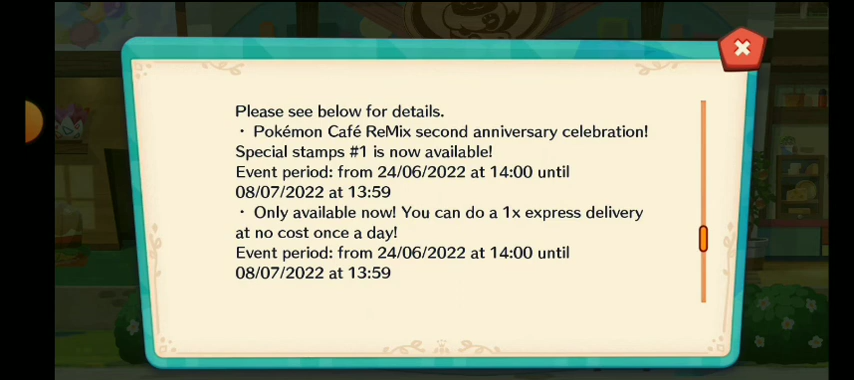 Please see below for details.
・ Pokémon Café ReMix second anniversary celebration!
Special stamps #1 is now available!
Event period: from 24/06/2022 at 14:00 until
08/07/2022 at 13:59
・ Only available now! You can do a 1x express delivery
at no cost once a day!
Event period: from 24/06/2022 at 14:00 until
08/07/2022 at 13:59